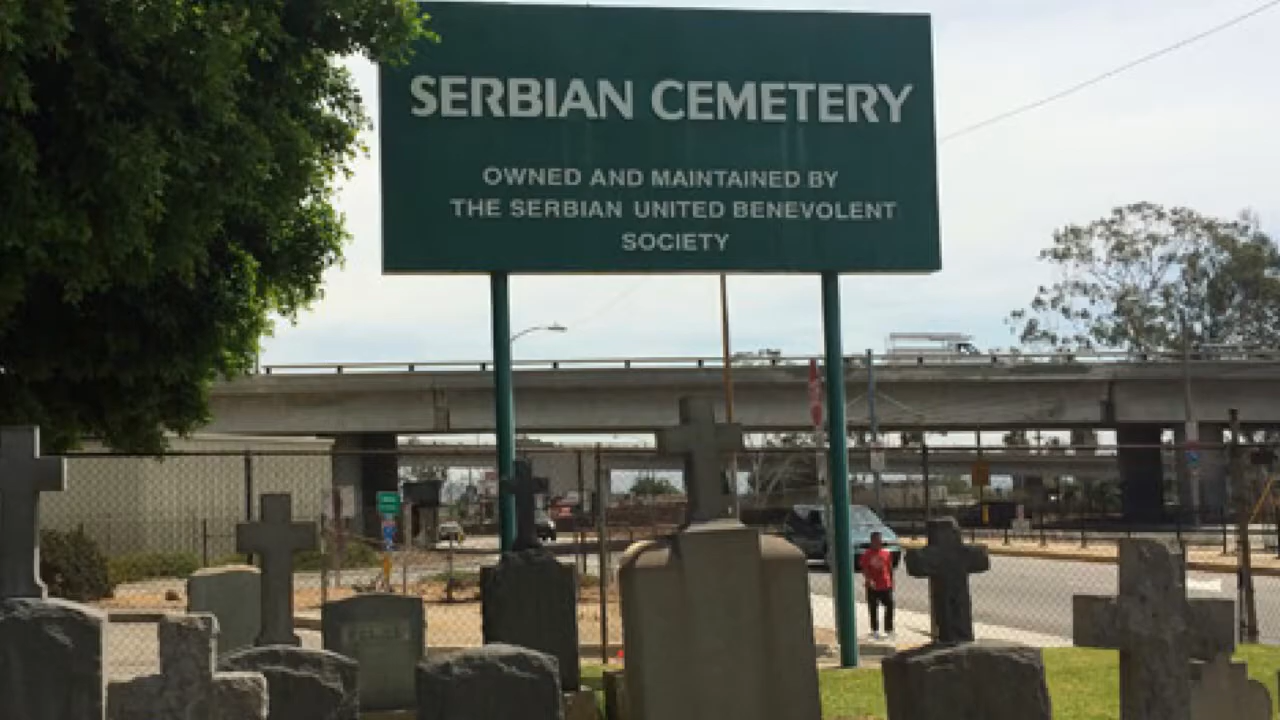 SERBIAN CEMETERY
OWNED AND MAINTAINED BY
THE SERBIAN UNITED BENEVOLENT
SOCIETY